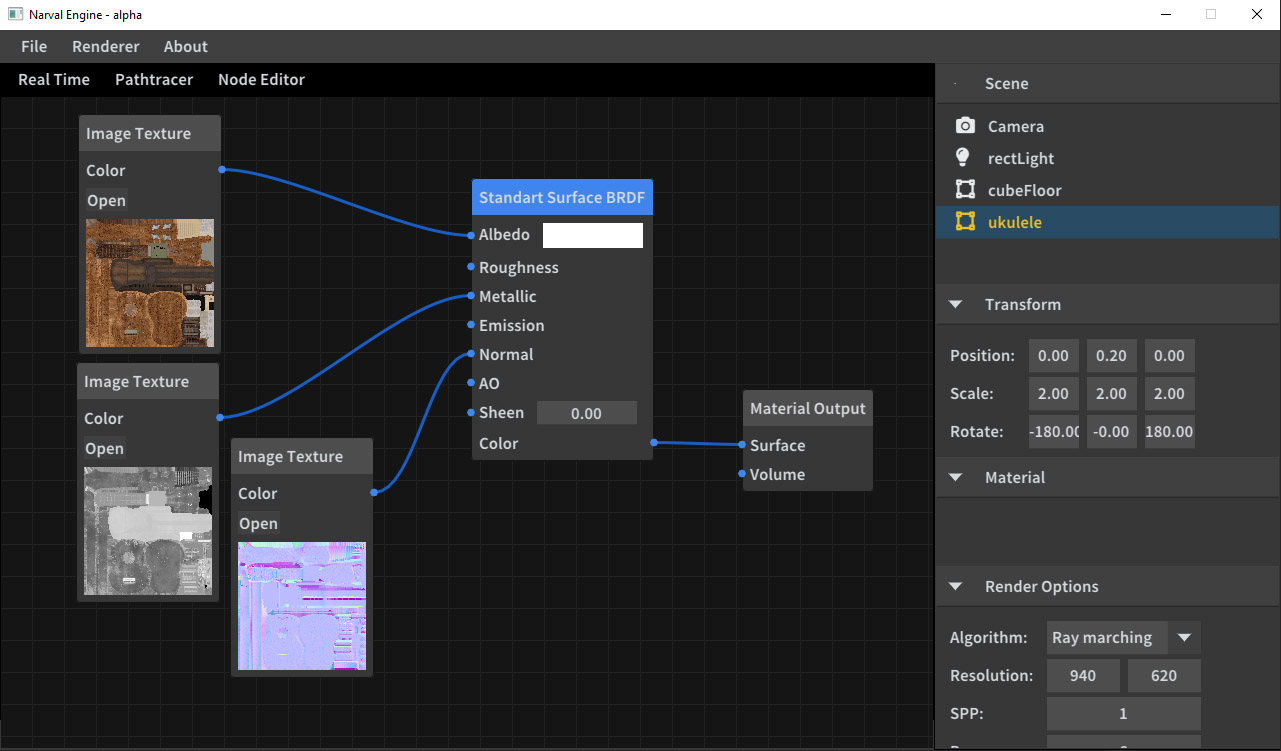 Narval Engine - alpha
File Renderer About
Real Time Pathtracer Node Editor
Image Texture
Color
Open
Image Texture
Color
Open
Image Texture
Color
Open
Standart Surface BRDF
Albedo
Roughness
Metallic
Emission
Normal
AO
Sheen 0.00
Color
Material Output
Surface
Volume
Scene
Camera
rectLight
cubeFloor
ukulele
Transform
Position: 0.00 0.20 0.00
Scale: 2.00 2.00 2.00
Rotate: -180.00 -0.00 180.00
Material
Render Options
Algorithm: Ray marching
Resolution: 940 620
SPP: 1